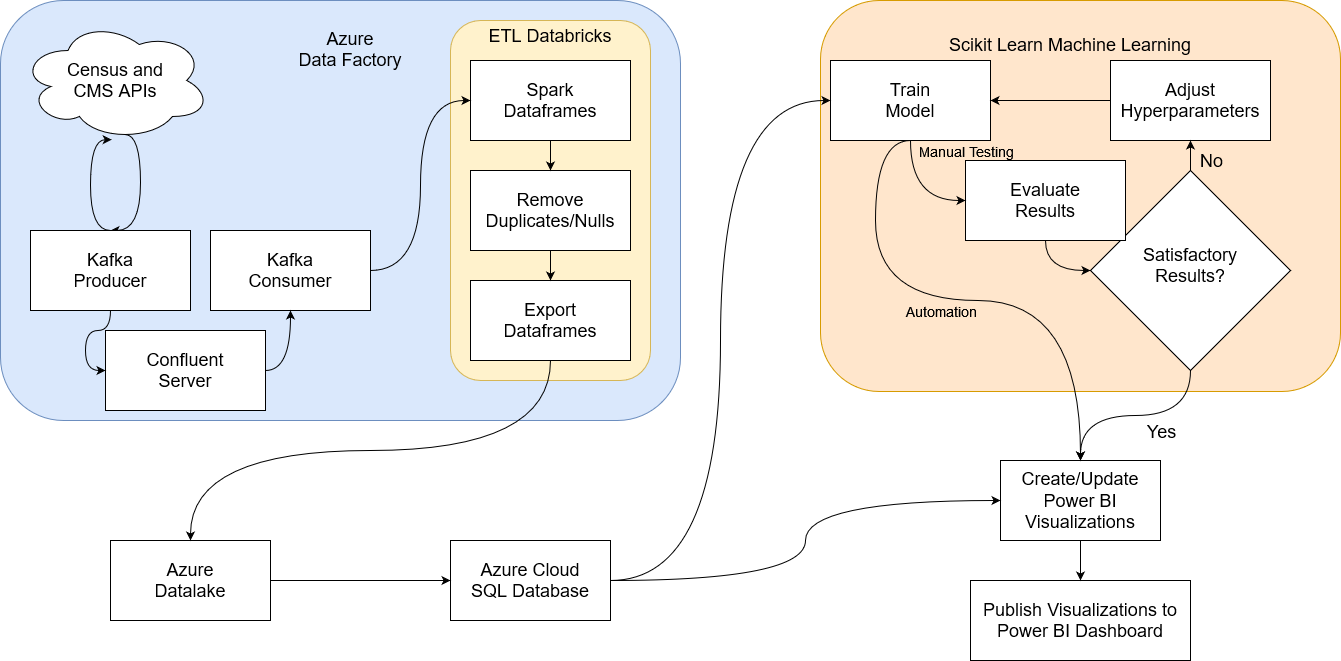 Azure
Data Factory
ETL Databricks
Census and
CMS APIs
Spark
Dataframes
Remove
Duplicates/Nulls
Export
Dataframes
Kafka
Producer
Kafka
Consumer
Confluent
Server
Azure
Datalake
Azure Cloud
SQL Database
Scikit Learn Machine Learning
Train
Model
Adjust
Hyperparameters
Manual Testing
No
Evaluate
Results
Satisfactory
Results?
Automation
Yes
Create/Update
Power BI
Visualizations
Publish Visualizations to
Power BI Dashboard